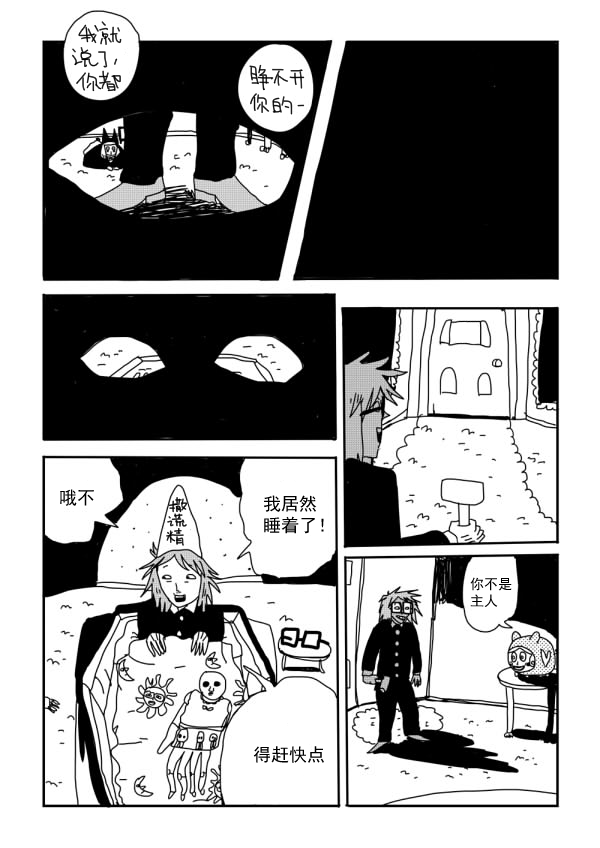 我就
说了，
你都
睁不开
你的-
哦不
我居然
睡着了！
撒谎精
得赶快点
你不是
主人